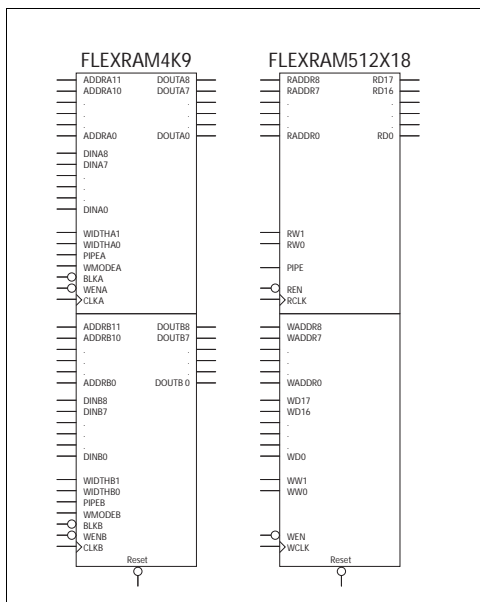 FLEXRAM4K9
ADDRA11 DOUTA8
ADDRA10 DOUTA7
. .
. .
. .
ADDRA0 DOUTA0
DINA8
DINA7
.
.
.
DINA0
WIDTHA1
WIDTHA0
PIPEA
WMODEA
BLKA
WENA
CLKA
ADDRB11 DOUTB8
ADDRB10 DOUTB7
. .
. .
. .
ADDRB0 DOUTB0
DINB8
DINB7
.
.
.
DINB0
WIDTHB1
WIDTHB0
PIPEB
WMODEB
BLKB
WENB
CLKB
Reset
FLEXRAM512X18
RADDR8 RD17
RADDR7 RD16
. .
. .
. .
RADDR0 RD0
RW1
RW0
PIPE
REN
RCLK
WADDR8
WADDR7
.
.
.
WADDR0
WD17
WD16
.
.
.
WD0
WW1
WW0
WEN
WCLK
Reset